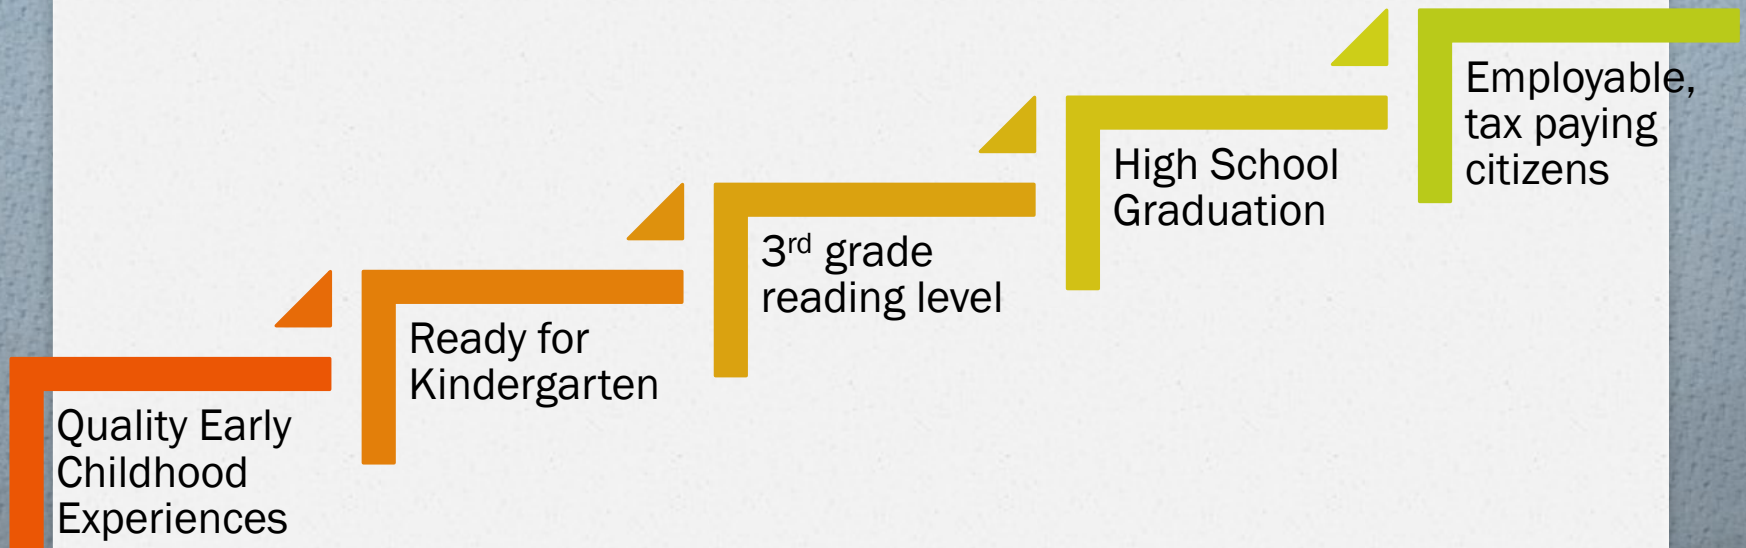 Quality Early
Childhood
Experiences
Ready for
Kindergarten
3rd grade
reading level
High School
Graduation
Employable,
tax paying
citizens